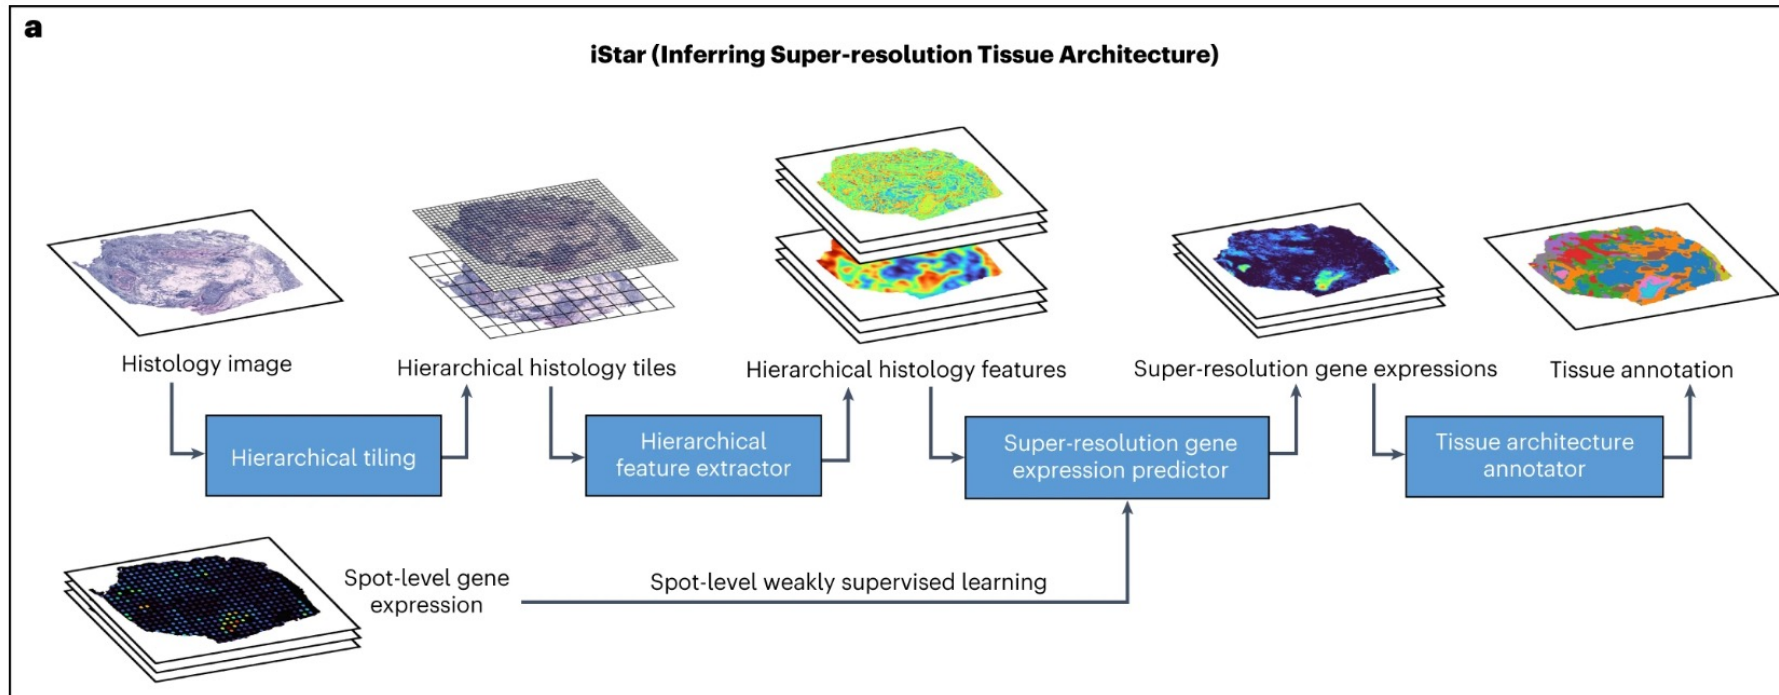 a
iStar (Inferring Super-resolution Tissue Architecture)
Histology image
Hierarchical histology tiles
Hierarchical histology features
Super-resolution gene expressions
Tissue annotation
Hierarchical tiling
Hierarchical
feature extractor
Super-resolution gene
expression predictor
Tissue architecture
annotator
Spot-level gene
expression
Spot-level weakly supervised learning